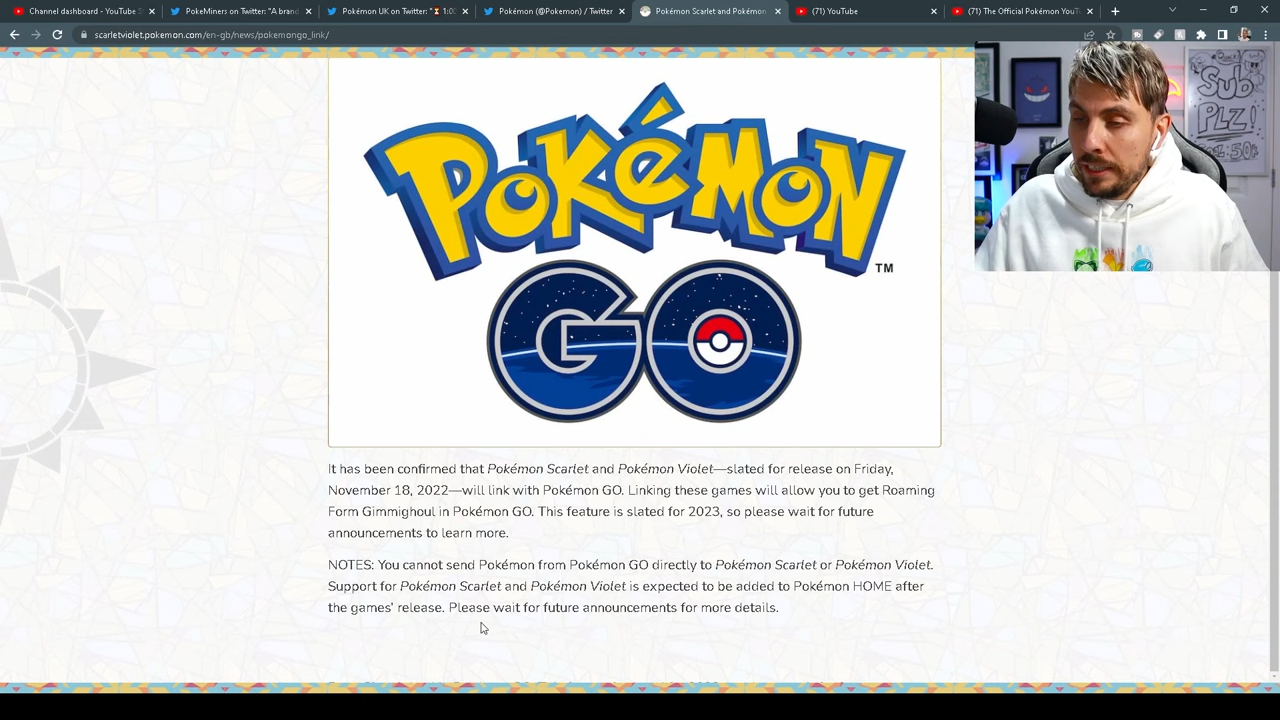 Channel dashboard - YouTube S
PokeMiners on Twitter: "A brand
Pokémon UK on Twitter: "⏳ 1:00
Pokémon (@Pokemon) / Twitter
Pokémon Scarlet and Pokémon
(71) YouTube
(71) The Official Pokémon YouT
scarletviolet.pokemon.com/en-gb/news/pokemongo_link/
SUB
PLZ!
POKÉMON
TM
GO
It has been confirmed that Pokémon Scarlet and Pokémon Violet—slated for release on Friday,
November 18, 2022—will link with Pokémon GO. Linking these games will allow you to get Roaming
Form Gimmighoul in Pokémon GO. This feature is slated for 2023, so please wait for future
announcements to learn more.
NOTES: You cannot send Pokémon from Pokémon GO directly to Pokémon Scarlet or Pokémon Violet.
Support for Pokémon Scarlet and Pokémon Violet is expected to be added to Pokémon HOME after
the games' release. Please wait for future announcements for more details.